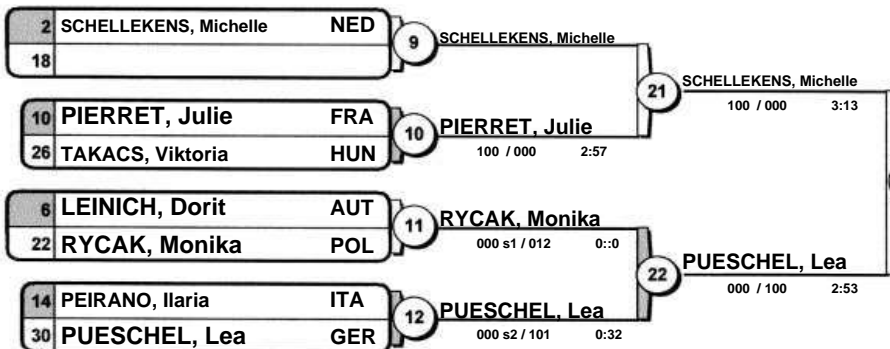 2 SCHELLEKENS, Michelle NED
18
9 SCHELLEKENS, Michelle
10 PIERRET, Julie FRA
26 TAKACS, Viktoria HUN
10 PIERRET, Julie
100 / 000 2:57
21 SCHELLEKENS, Michelle
100 / 000 3:13
6 LEINICH, Dorit AUT
22 RYCAK, Monika POL
11 RYCAK, Monika
000 s1 / 012 0::0
14 PEIRANO, Ilaria ITA
30 PUESCHEL, Lea GER
12 PUESCHEL, Lea
000 s2 / 101 0:32
22 PUESCHEL, Lea
000 / 100 2:53